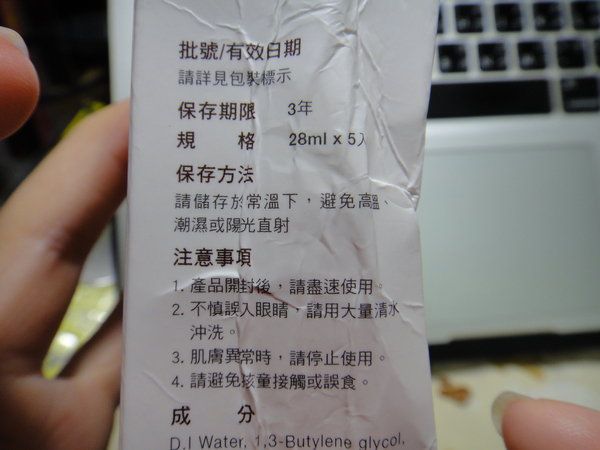 批號/有效日期
請詳見包裝標示
保存期限 3年
規 格 28ml x 5入
保存方法
請儲存於常溫下，避免高溫、
潮濕或陽光直射
注意事項
1. 產品開封後，請盡速使用。
2. 不慎誤入眼睛、請用大量清水
沖洗。
3. 肌膚異常時，請停止使用。
4. 請避免孩童接觸或誤食。
成 分
D.I Water, 1,3-Butylene glycol,